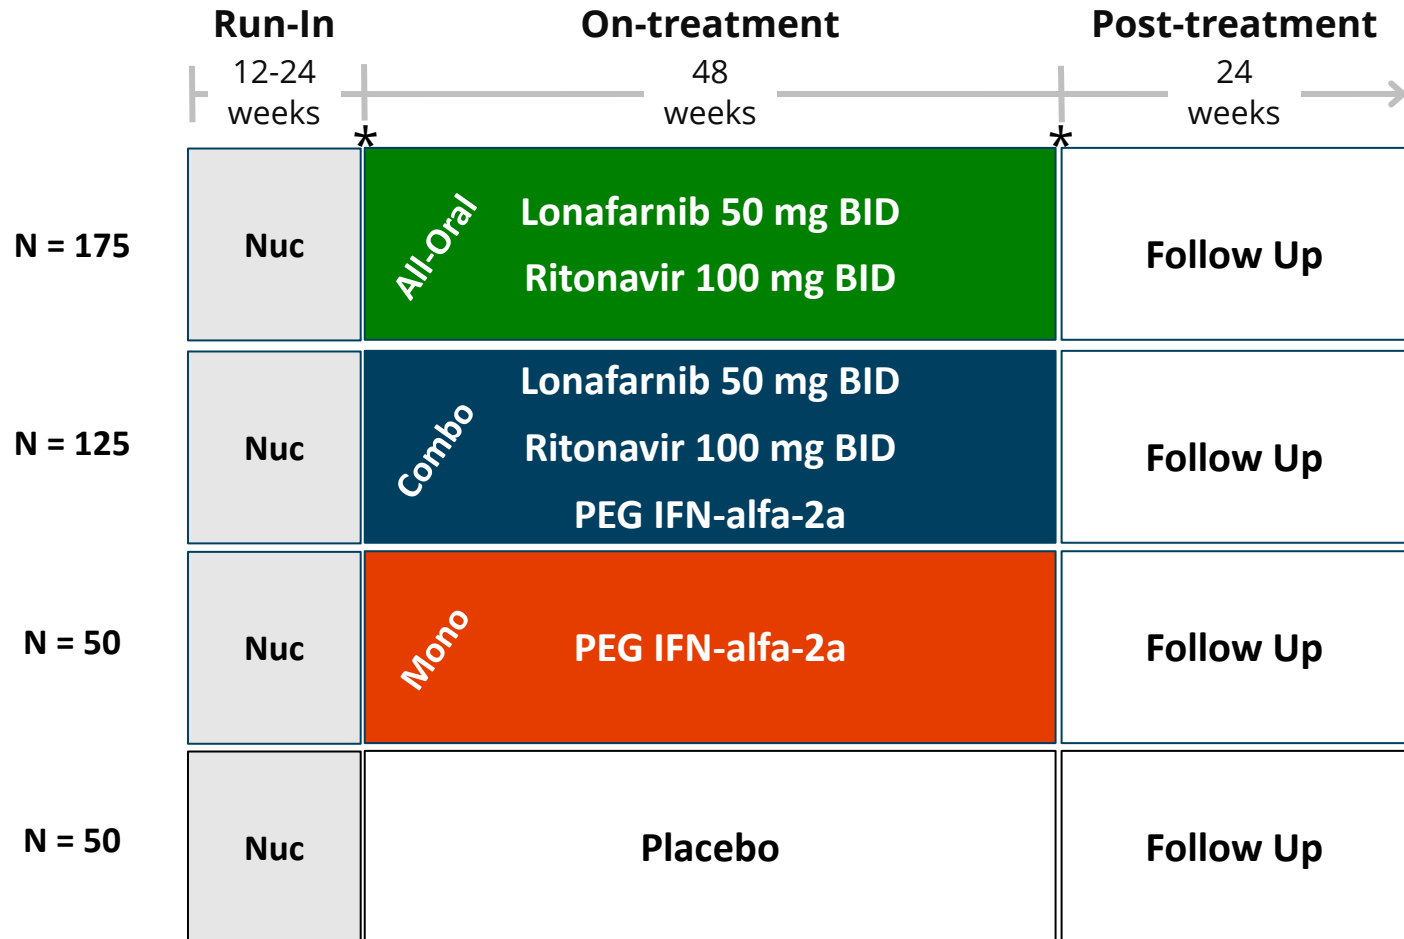 Run-In On-treatment Post-treatment
12-24 48 24
weeks weeks weeks
* *
N = 175 Nuc All-Oral Lonafarnib 50 mg BID Follow Up
Ritonavir 100 mg BID
N = 125 Nuc Combo Lonafarnib 50 mg BID Follow Up
Ritonavir 100 mg BID
PEG IFN-alfa-2a
N = 50 Nuc Mono PEG IFN-alfa-2a Follow Up
N = 50 Nuc Placebo Follow Up